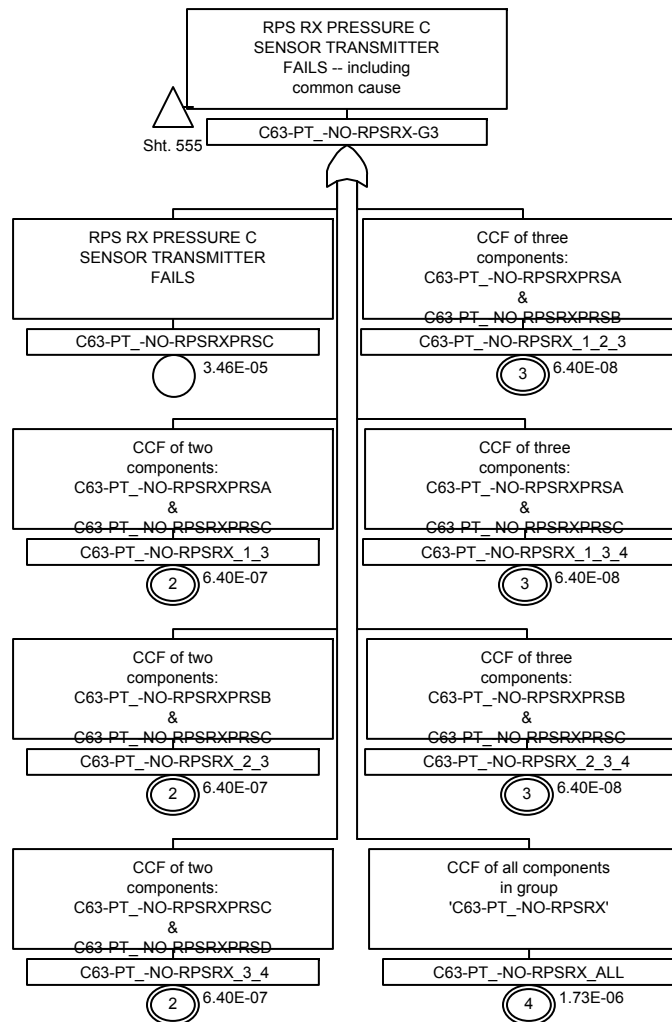 RPS RX PRESSURE C
SENSOR TRANSMITTER
FAILS -- including
common cause
Sht. 555
C63-PT_-NO-RPSRX-G3
RPS RX PRESSURE C
SENSOR TRANSMITTER
FAILS
C63-PT_-NO-RPSRXPRSC
3.46E-05
CCF of three
components:
C63-PT_-NO-RPSRXPRSA
&
C63-PT_-NO-RPSRXPRSB
C63-PT_-NO-RPSRX_1_2_3
3
6.40E-08
CCF of two
components:
C63-PT_-NO-RPSRXPRSA
&
C63-PT_-NO-RPSRXPRSC
C63-PT_-NO-RPSRX_1_3
2
6.40E-07
CCF of three
components:
C63-PT_-NO-RPSRXPRSA
&
C63-PT_-NO-RPSRXPRSC
C63-PT_-NO-RPSRX_1_3_4
3
6.40E-08
CCF of two
components:
C63-PT_-NO-RPSRXPRSB
&
C63-PT_-NO-RPSRXPRSC
C63-PT_-NO-RPSRX_2_3
2
6.40E-07
CCF of three
components:
C63-PT_-NO-RPSRXPRSB
&
C63-PT_-NO-RPSRXPRSC
C63-PT_-NO-RPSRX_2_3_4
3
6.40E-08
CCF of two
components:
C63-PT_-NO-RPSRXPRSC
&
C63-PT_-NO-RPSRXPRSD
C63-PT_-NO-RPSRX_3_4
2
6.40E-07
CCF of all components
in group
'C63-PT_-NO-RPSRX'
C63-PT_-NO-RPSRX_ALL
4
1.73E-06